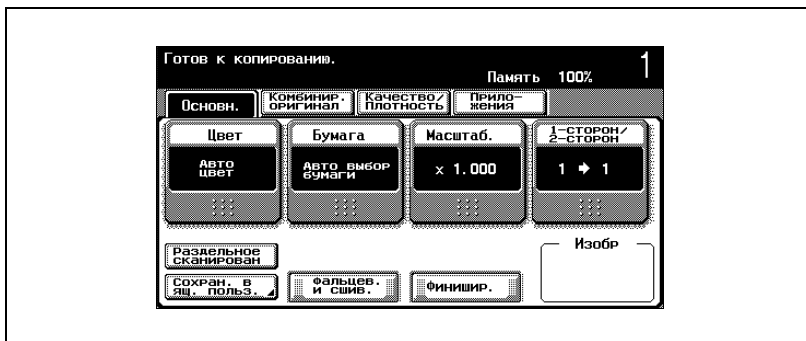 Готов к копированию.
1
Память 100%
Основн.
Комбинир.
оригинал
Качество/
Плотность
Прило-
жения
Цвет
Бумага
Масштаб.
1-сторон/
2-сторон
Авто
цвет
Авто выбор
бумаги
× 1.000
1 → 1
Раздельное
сканирован
Изобр
Сохран. в
ящ. польз.
Фальцев.
и сшив.
Финишир.